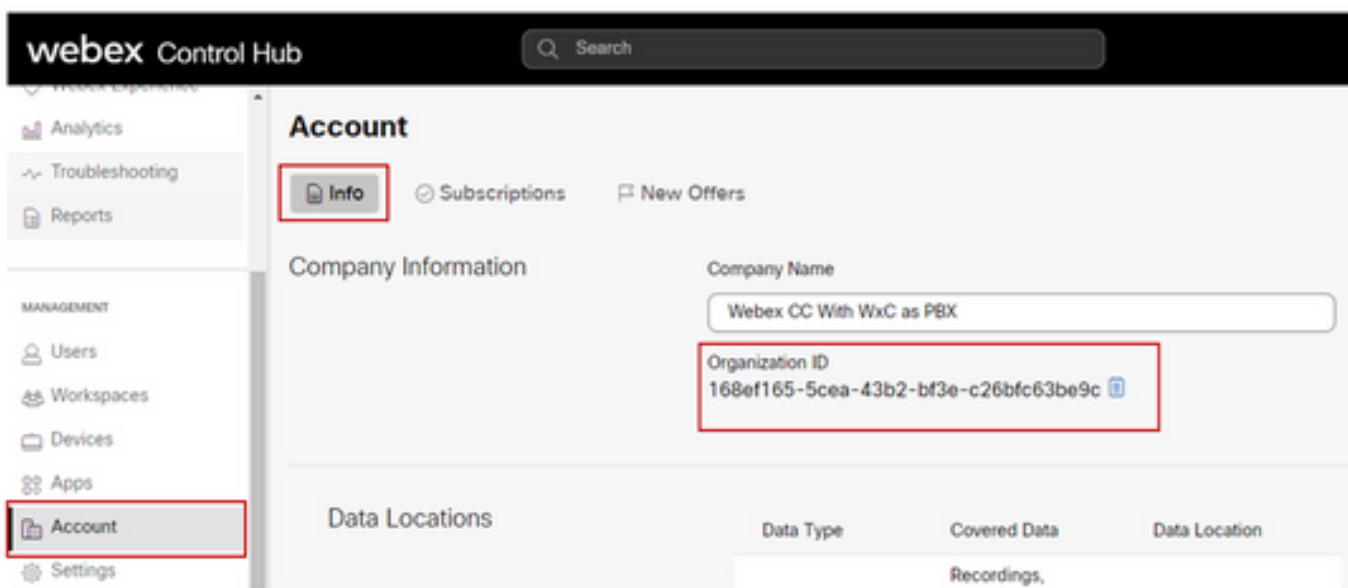 webex Control Hub
Search
Webex Experience
Analytics
Troubleshooting
Reports
MANAGEMENT
Users
Workspaces
Devices
Apps
Account
Settings
Account
Info
Subscriptions
New Offers
Company Information
Company Name
Webex CC With WxC as PBX
Organization ID
168ef165-5cea-43b2-bf3e-c26bfc63be9c
Data Locations
Data Type
Covered Data
Data Location
Recordings,